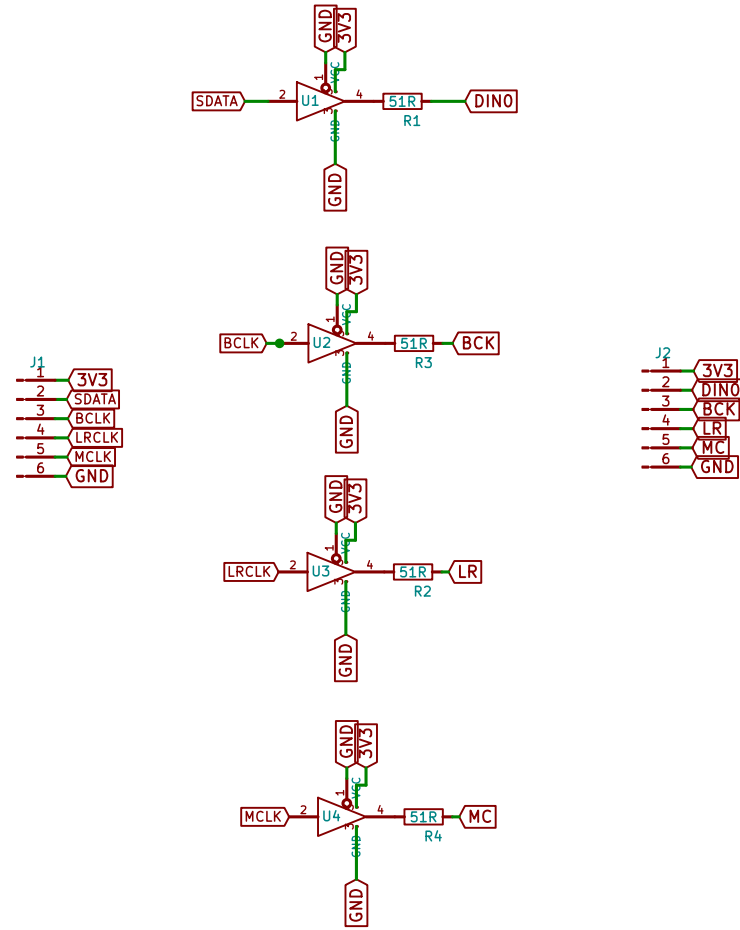 GND 3V3
1 5 VCC
SDATA 2 U1 4 51R DIN0
3 R1
GND
GND
GND 3V3
1 5 VCC
BCLK 2 U2 4 51R BCK
3 R3
GND
GND
J1
1 3V3
2 SDATA
3 BCLK
4 LRCLK
5 MCLK
6 GND
J2
1 3V3
2 DIN0
3 BCK
4 LR
5 MC
6 GND
GND 3V3
1 5 VCC
LRCLK 2 U3 4 51R LR
3 R2
GND
GND
GND 3V3
1 5 VCC
MCLK 2 U4 4 51R MC
3 R4
GND
GND